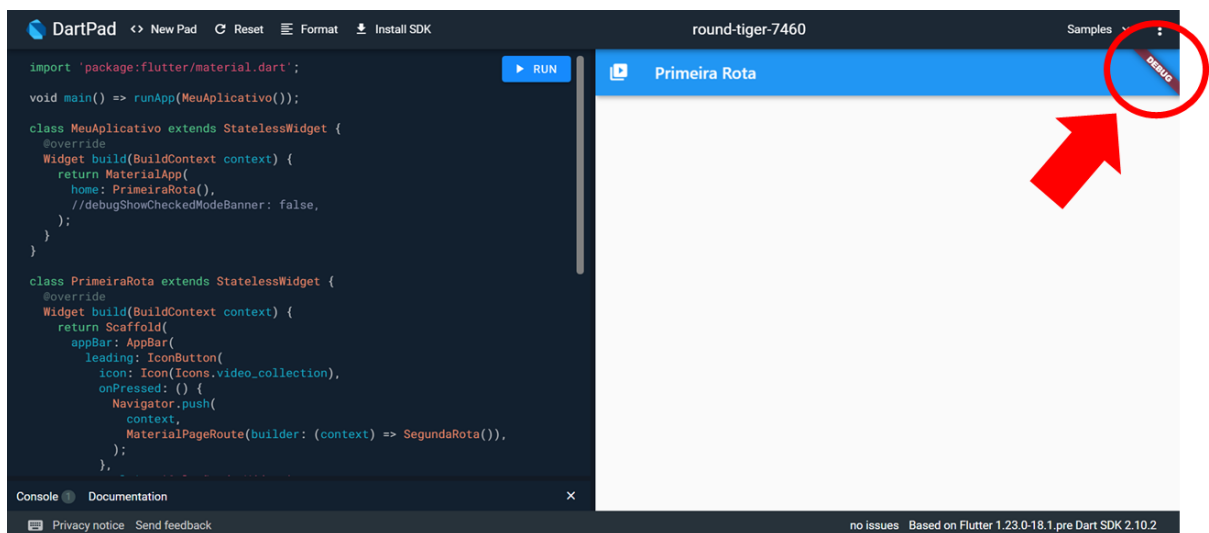 DartPad <> New Pad Reset Format Install SDK round-tiger-7460 Samples
import 'package:flutter/material.dart';
RUN
void main() => runApp(MeuAplicativo());
class MeuAplicativo extends StatelessWidget {
@override
Widget build(BuildContext context) {
return MaterialApp(
home: PrimeiraRota(),
//debugShowCheckedModeBanner: false,
);
}
}
class PrimeiraRota extends StatelessWidget {
@override
Widget build(BuildContext context) {
return Scaffold(
appBar: AppBar(
leading: IconButton(
icon: Icon(Icons.video_collection),
onPressed: () {
Navigator.push(
context,
MaterialPageRoute(builder: (context) => SegundaRota()),
);
},
Primeira Rota
DEBUG
Console 1 Documentation ×
Privacy notice Send feedback no issues Based on Flutter 1.23.0-18.1.pre Dart SDK 2.10.2